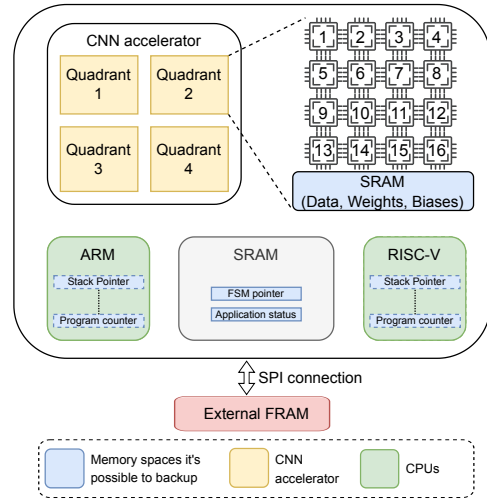 CNN accelerator
Quadrant
1
Quadrant
2
Quadrant
3
Quadrant
4
1 2 3 4
5 6 7 8
9 10 11 12
13 14 15 16
SRAM
(Data, Weights, Biases)
ARM
Stack Pointer
Program counter
SRAM
FSM pointer
Application status
RISC-V
Stack Pointer
Program counter
SPI connection
External FRAM
Memory spaces it's
possible to backup
CNN
accelerator
CPUs